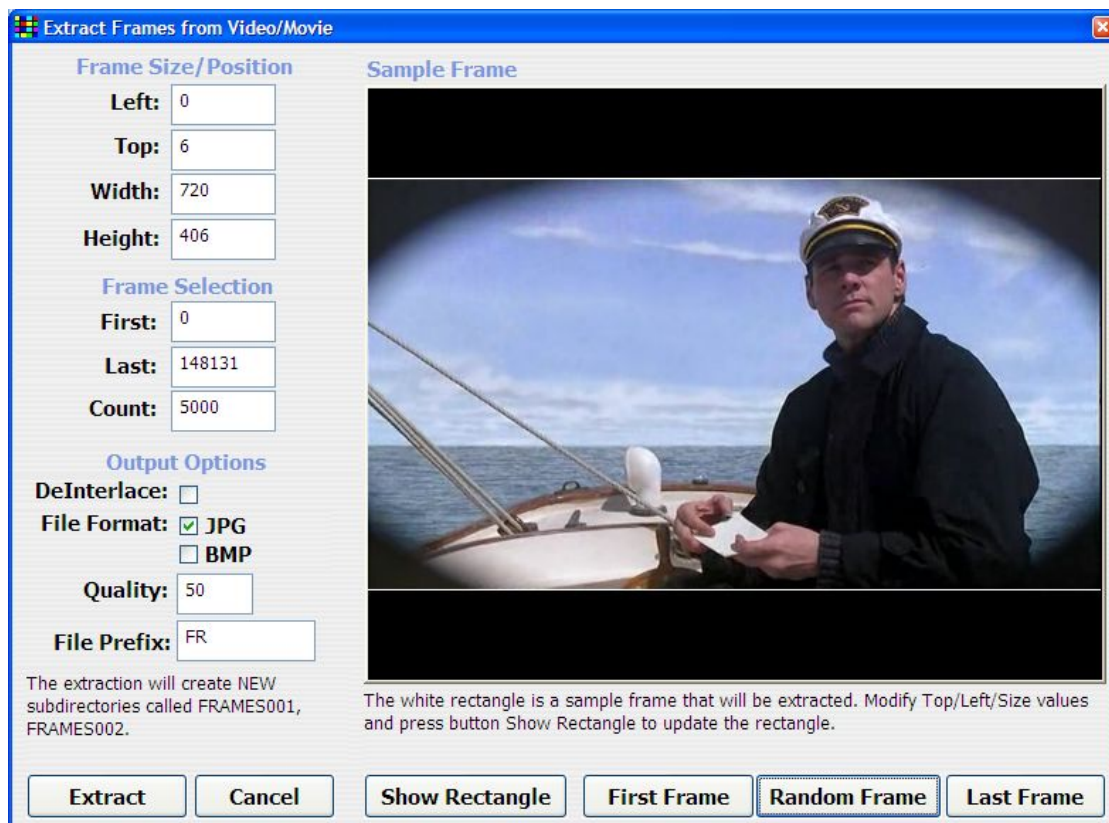 Extract Frames from Video/Movie
Frame Size/Position
Left: 0
Top: 6
Width: 720
Height: 406
Frame Selection
First: 0
Last: 148131
Count: 5000
Output Options
DeInterlace:
File Format: JPG
BMP
Quality: 50
File Prefix: FR
The extraction will create NEW
subdirectories called FRAMES001,
FRAMES002.
Sample Frame
The white rectangle is a sample frame that will be extracted. Modify Top/Left/Size values
and press button Show Rectangle to update the rectangle.
Extract
Cancel
Show Rectangle
First Frame
Random Frame
Last Frame